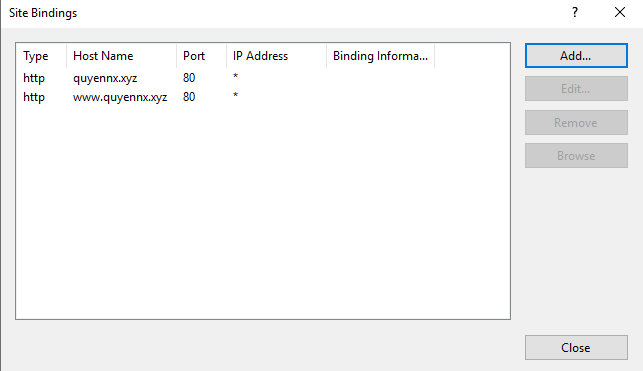 Site Bindings ? ×
Type Host Name Port IP Address Binding Informa... Add...
http quyennx.xyz 80 *
http www.quyennx.xyz 80 *
Edit...
Remove
Browse
Close